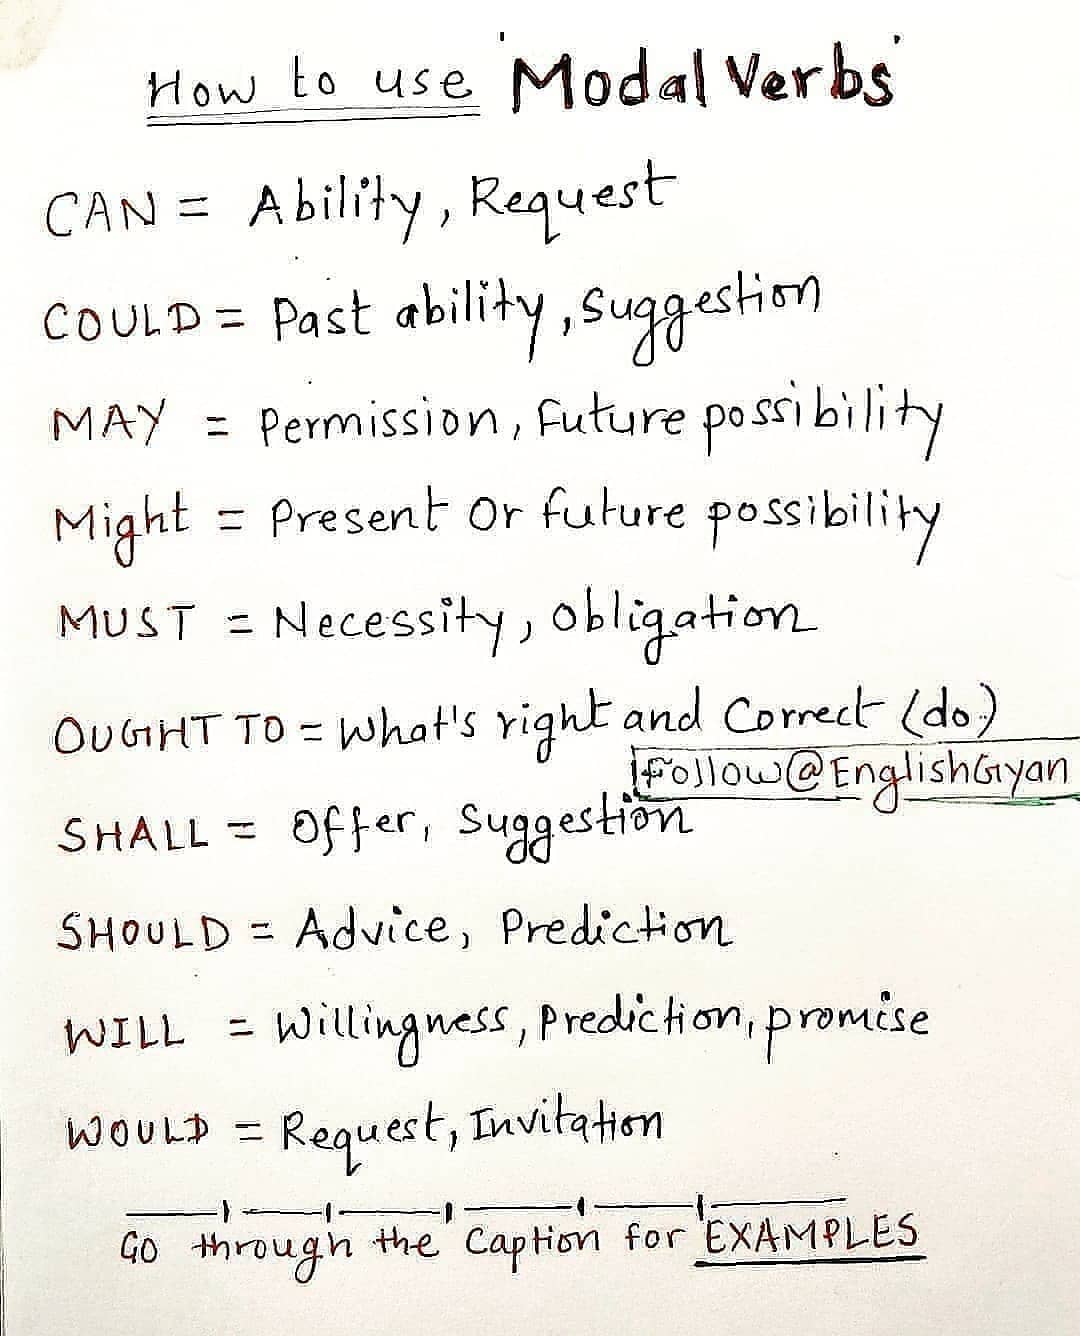 How to use 'Modal Verbs'
CAN = Ability, Request
COULD = Past ability, suggestion
MAY = Permission, Future possibility
Might = Present Or future possibility
MUST = Necessity, obligation
OUGHT TO = What's right and Correct (do)
Follow@EnglishGyan
SHALL = Offer, Suggestion
SHOULD = Advice, Prediction
WILL = Willingness, Prediction, promise
WOULD = Request, Invitation
GO through the Caption for EXAMPLES